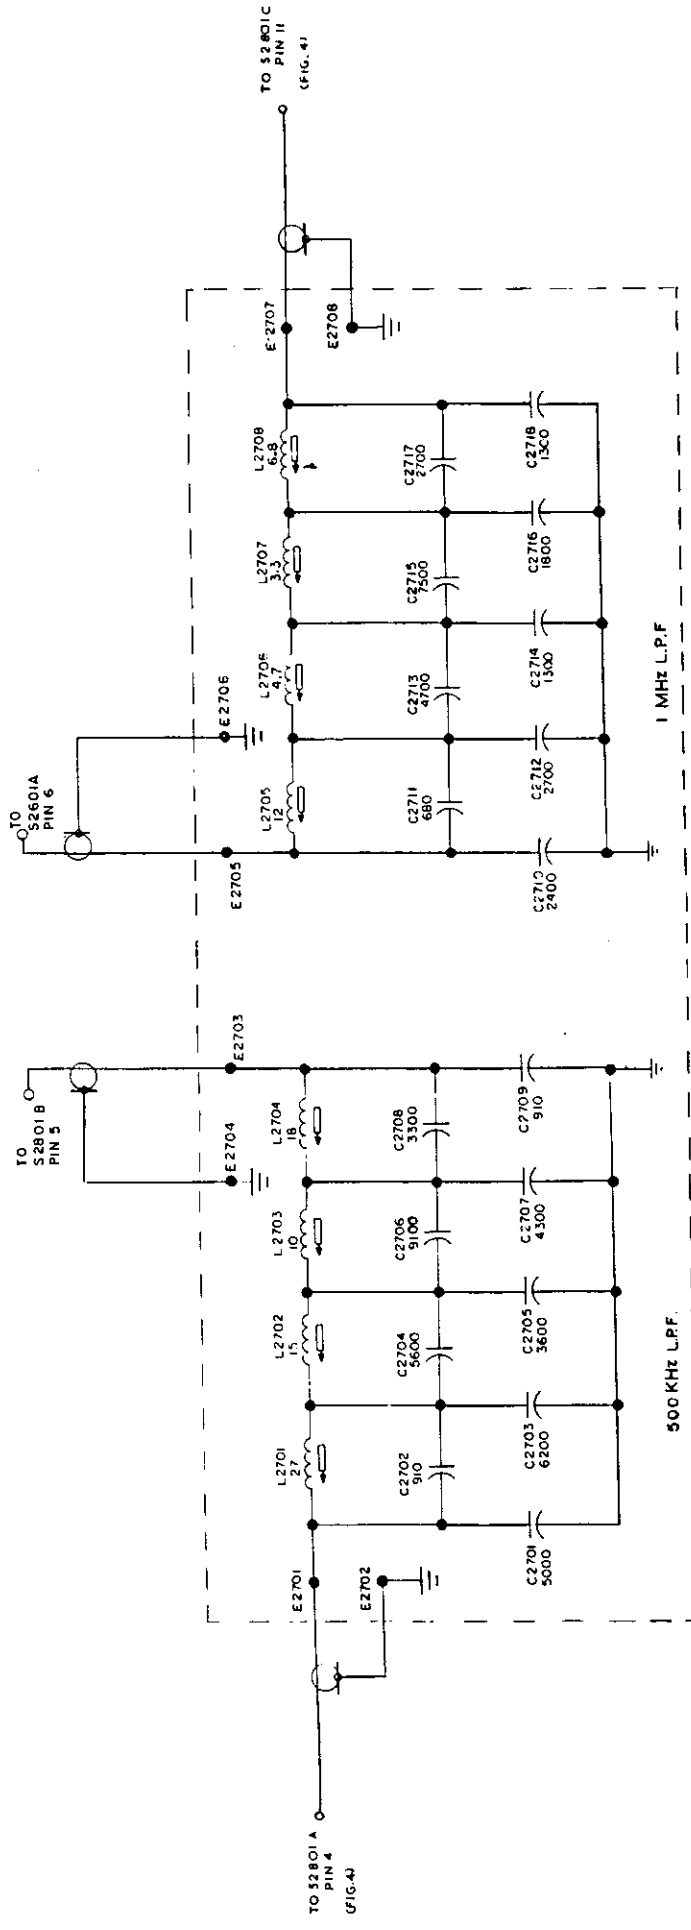 TO S2801A
PIN 4
(FIG.4)
E2701
E2702
L2701
27
C2702
910
C2701
5000
L2702
15
C2704
5600
C2703
6200
L2703
10
C2706
9100
C2705
3600
L2704
18
C2708
3300
C2707
4300
C2709
910
TO
S2801B
PIN 5
E2704
E2703
500 KHz L.P.F
TO
S2601A
PIN 6
E2705
E2706
L2705
12
C2711
680
C2710
2400
L2706
4.7
C2713
4700
C2712
2700
L2707
3.3
C2715
7500
C2714
1300
L2708
6.8
C2717
2700
C2716
1800
C2718
1300
E2707
E2708
1 MHz L.P.F
TO S2801C
PIN 11
(FIG.4)